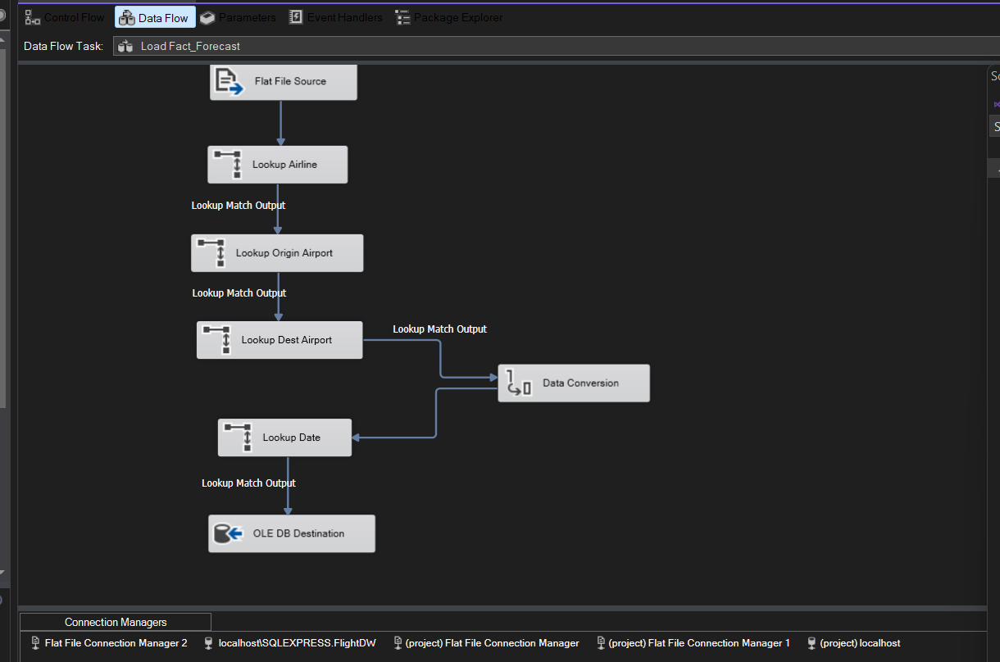 Control Flow Data Flow Parameters Event Handlers Package Explorer
Data Flow Task: Load Fact_Forecast
Flat File Source
Lookup Airline
Lookup Match Output
Lookup Origin Airport
Lookup Match Output
Lookup Dest Airport
Lookup Match Output
Data Conversion
Lookup Date
Lookup Match Output
OLE DB Destination
Connection Managers
Flat File Connection Manager 2 localhost\SQLEXPRESS.FlightDW (project) Flat File Connection Manager (project) Flat File Connection Manager 1 (project) localhost